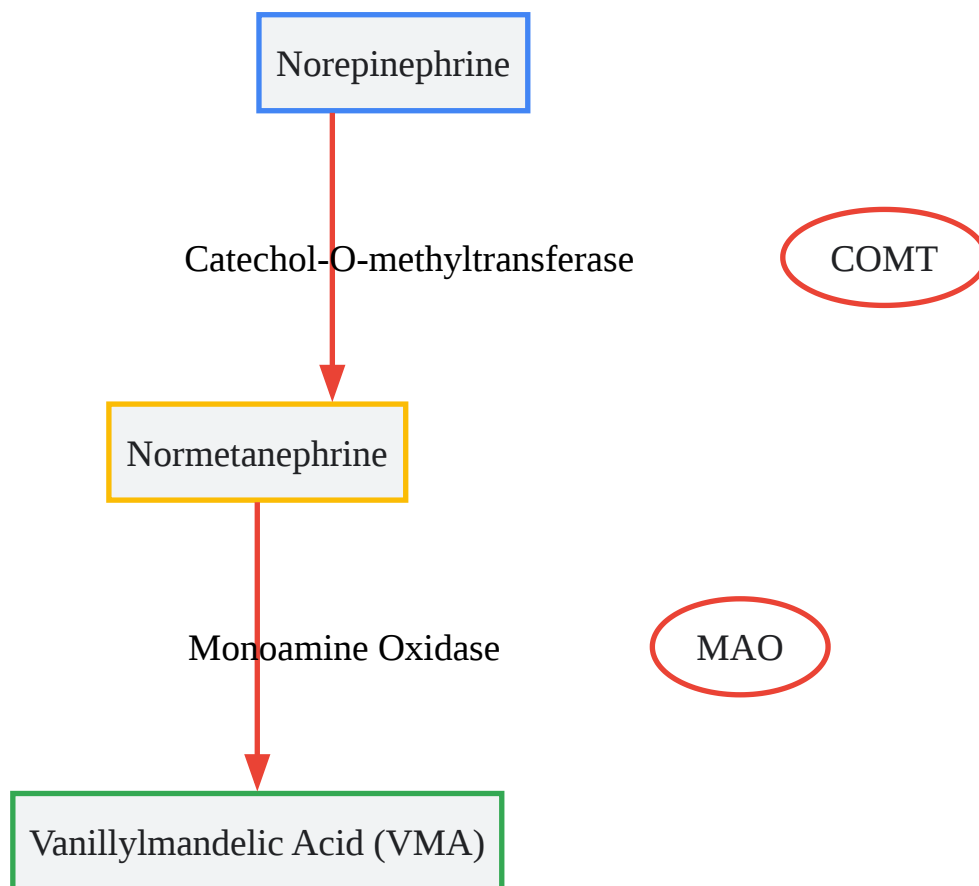 Norepinephrine
Catechol-O-methyltransferase
COMT
Normetanephrine
Monoamine Oxidase
MAO
Vanillylmandelic Acid (VMA)